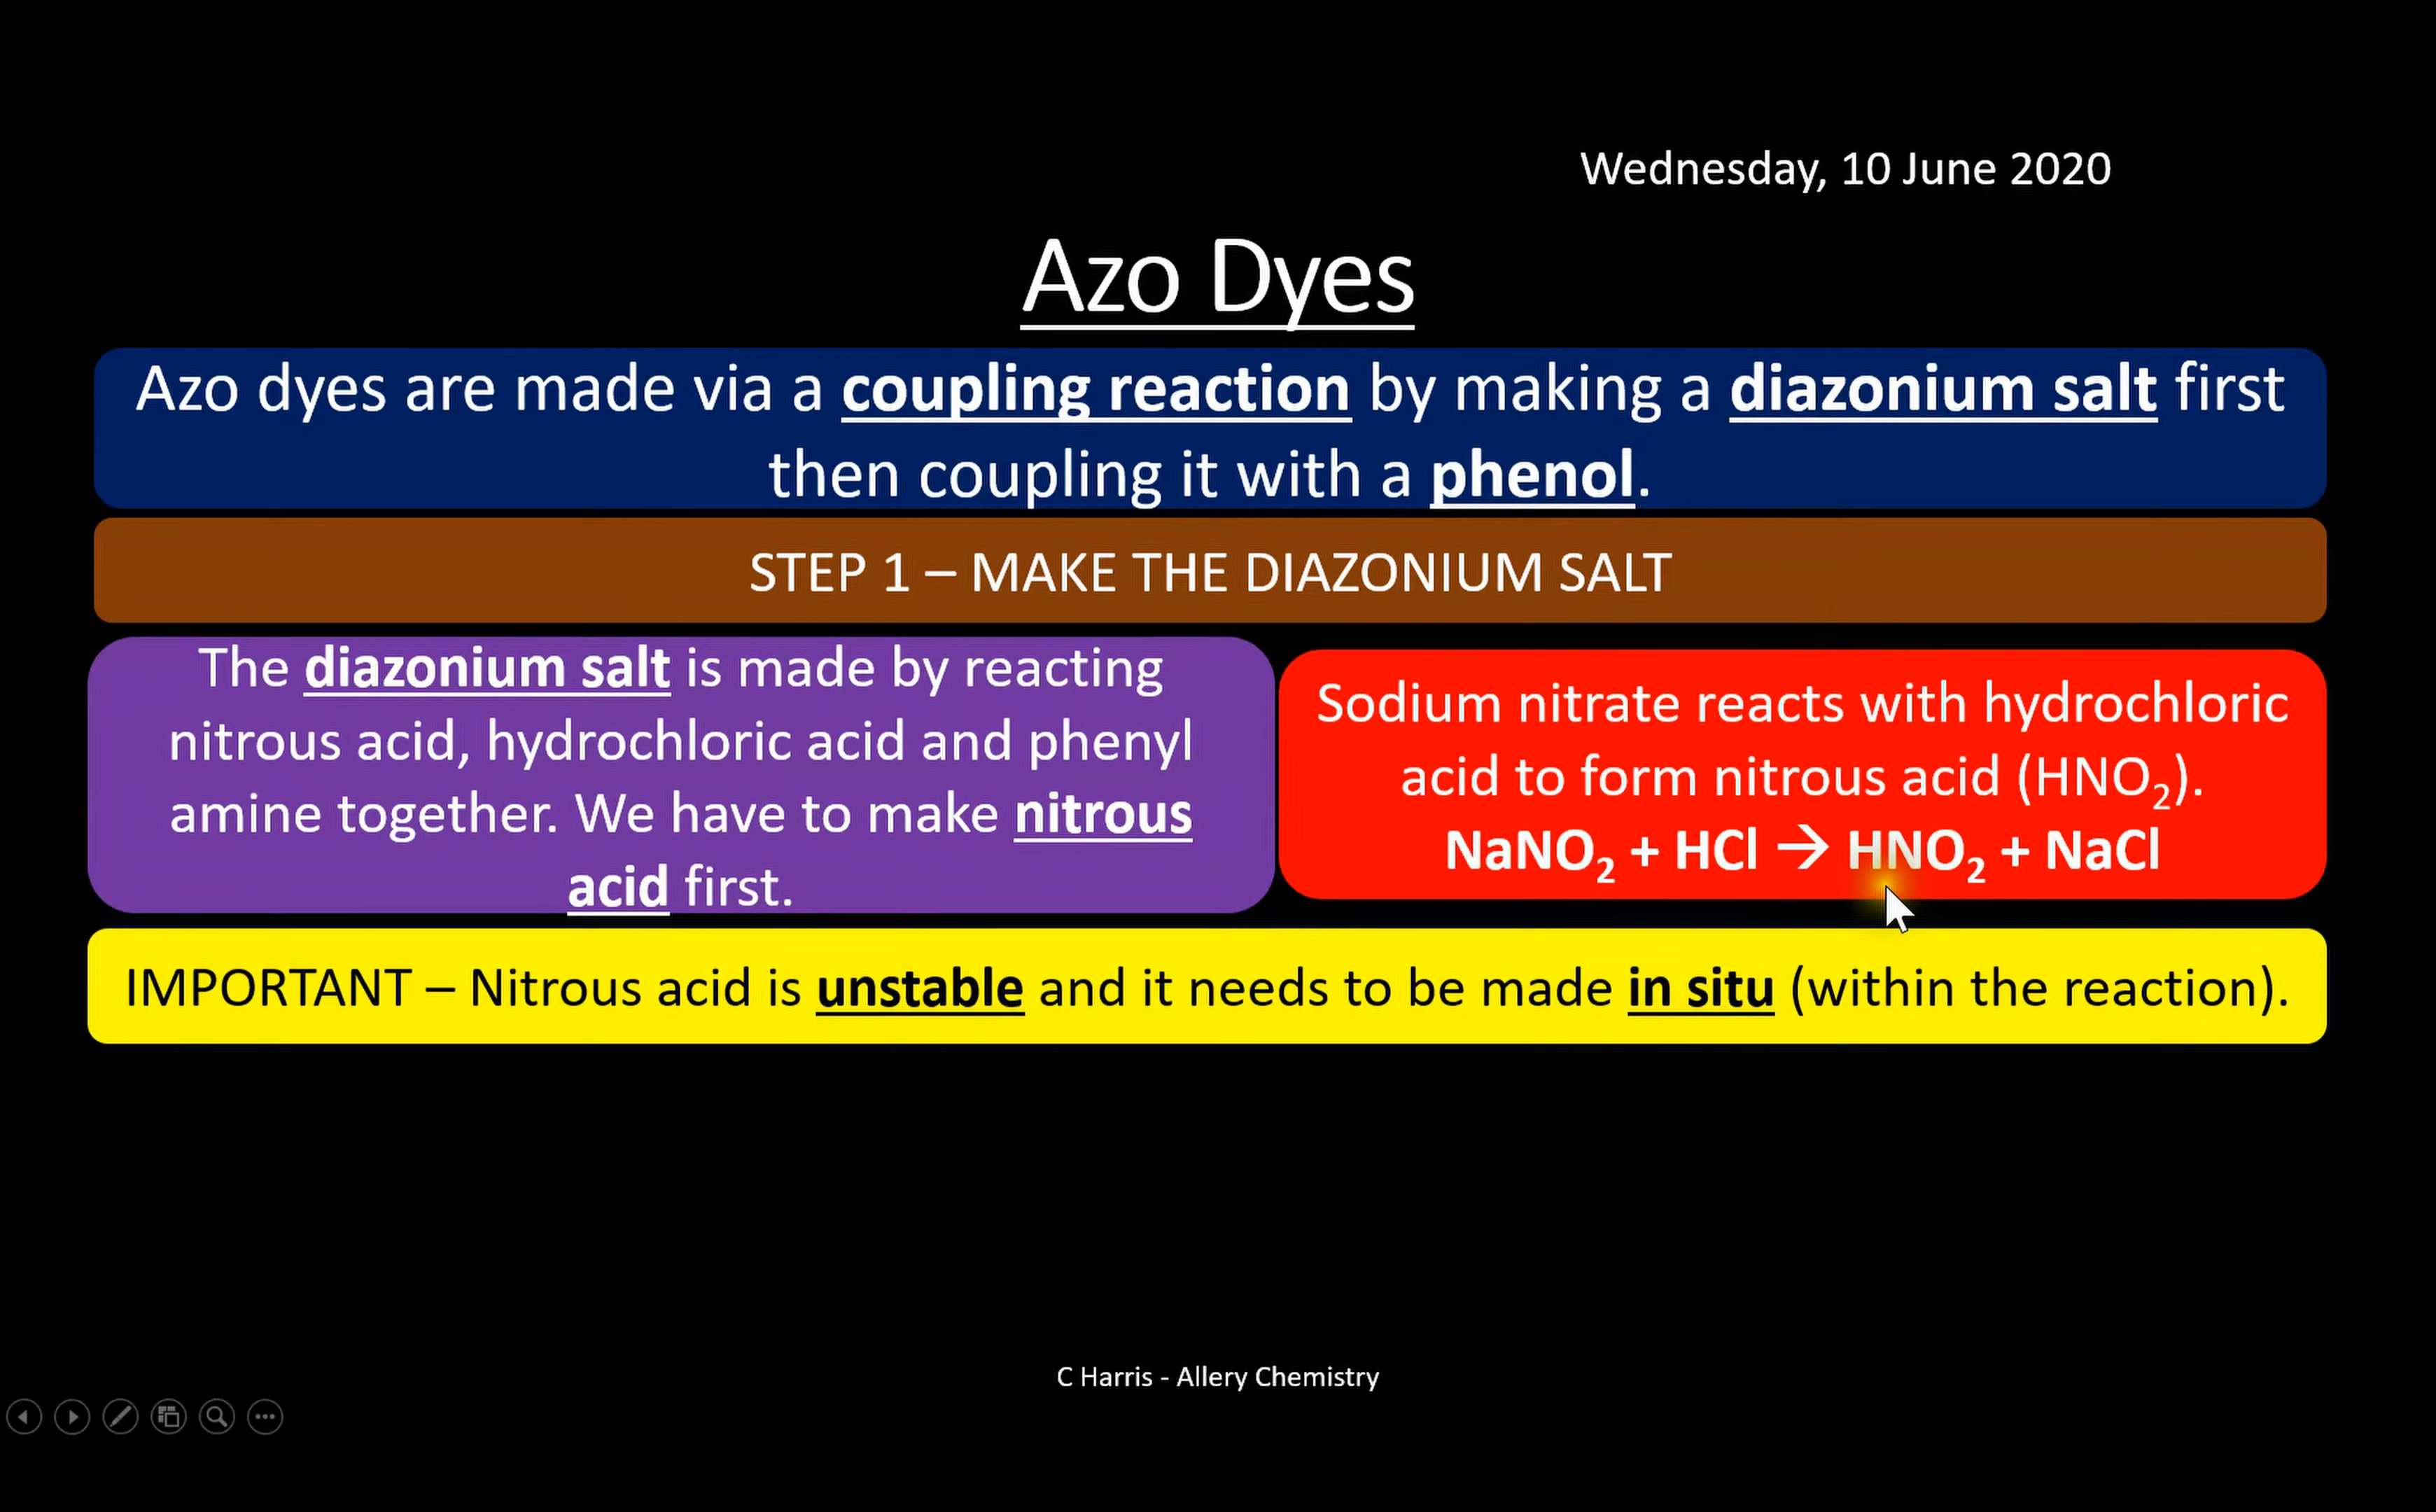 Wednesday, 10 June 2020
Azo Dyes
Azo dyes are made via a coupling reaction by making a diazonium salt first
then coupling it with a phenol.
STEP 1 – MAKE THE DIAZONIUM SALT
The diazonium salt is made by reacting
nitrous acid, hydrochloric acid and phenyl
amine together. We have to make nitrous
acid first.
Sodium nitrate reacts with hydrochloric
acid to form nitrous acid (HNO₂).
NaNO₂ + HCl → HNO₂ + NaCl
IMPORTANT – Nitrous acid is unstable and it needs to be made in situ (within the reaction).
C Harris - Allery Chemistry